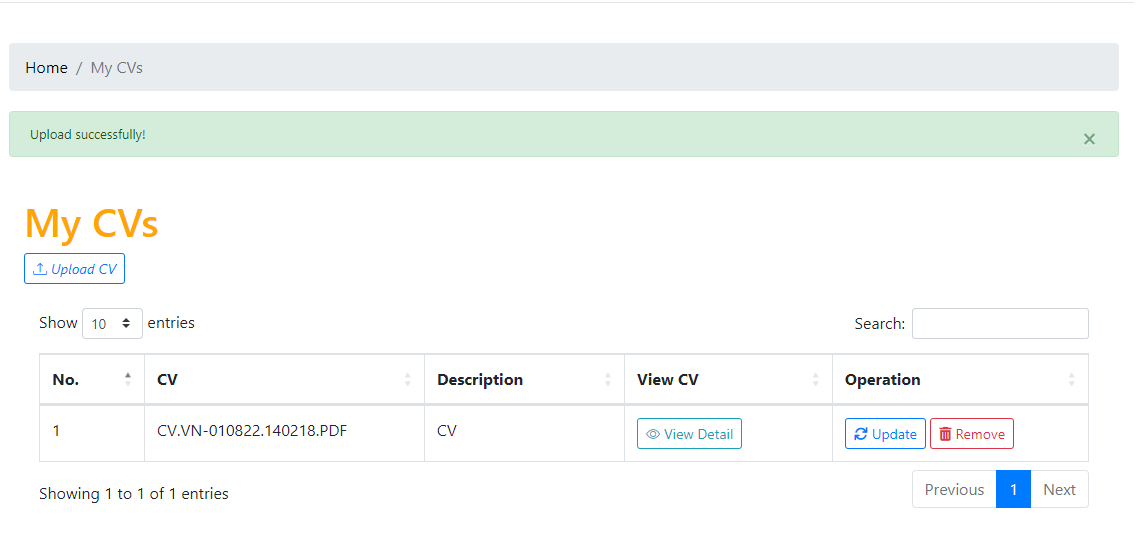 Home / My CVs
Upload successfully! ×
My CVs
Upload CV
Show 10 entries Search:
No. CV Description View CV Operation
1 CV.VN-010822.140218.PDF CV View Detail Update Remove
Showing 1 to 1 of 1 entries Previous 1 Next